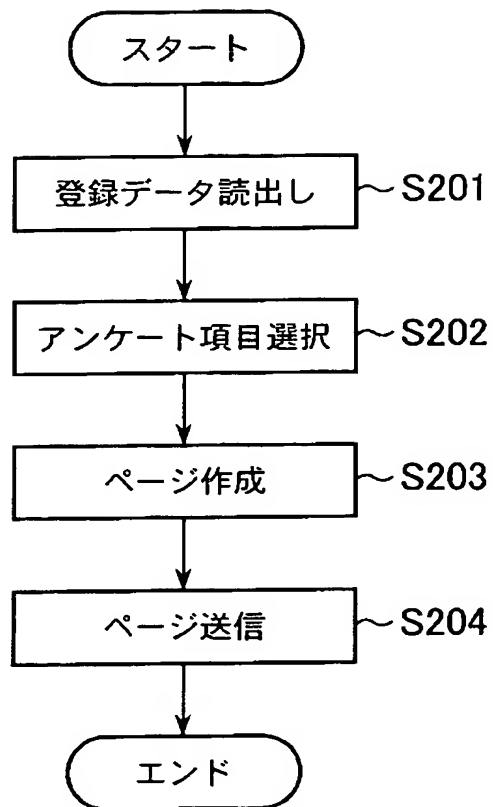 スタート
登録データ読出し S201
アンケート項目選択 S202
ページ作成 S203
ページ送信 S204
エンド